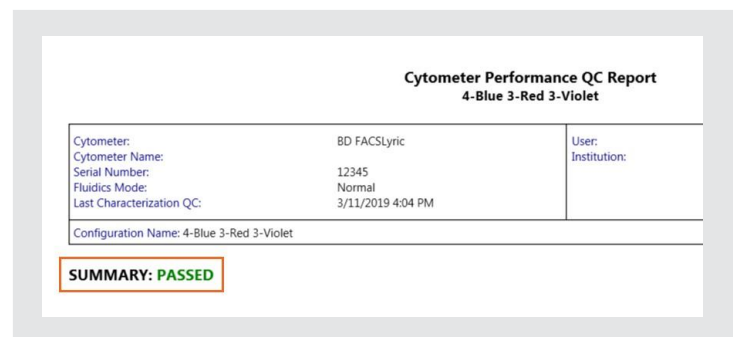 Cytometer Performance QC Report
4-Blue 3-Red 3-Violet
Cytometer: BD FACSLyric User:
Cytometer Name: Institution:
Serial Number: 12345
Fluidics Mode: Normal
Last Characterization QC: 3/11/2019 4:04 PM
Configuration Name: 4-Blue 3-Red 3-Violet
SUMMARY: PASSED